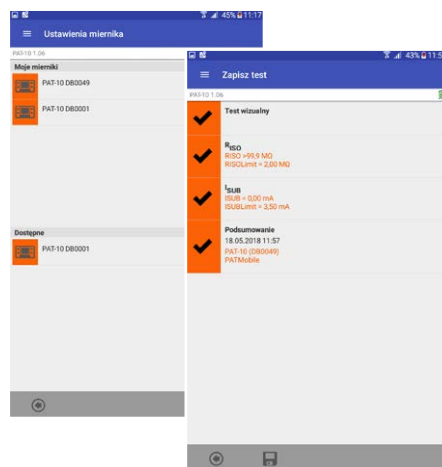 45% 11:17
Ustawienia miernika
PAT-10 1.06
Moje mierniki
PAT-10 DB0049
PAT-10 DB0001
Dostępne
PAT-10 DB0001
43% 11:5
Zapisz test
PAT-10 1.06
Test wizualny
RISO
RISO >99,9 MΩ
RISOLimit = 2,00 MΩ
ISUB
ISUB = 0,00 mA
ISUBLimit = 3,50 mA
Podsumowanie
18.05.2018 11:57
PAT-10 (DB0049)
PATMobile